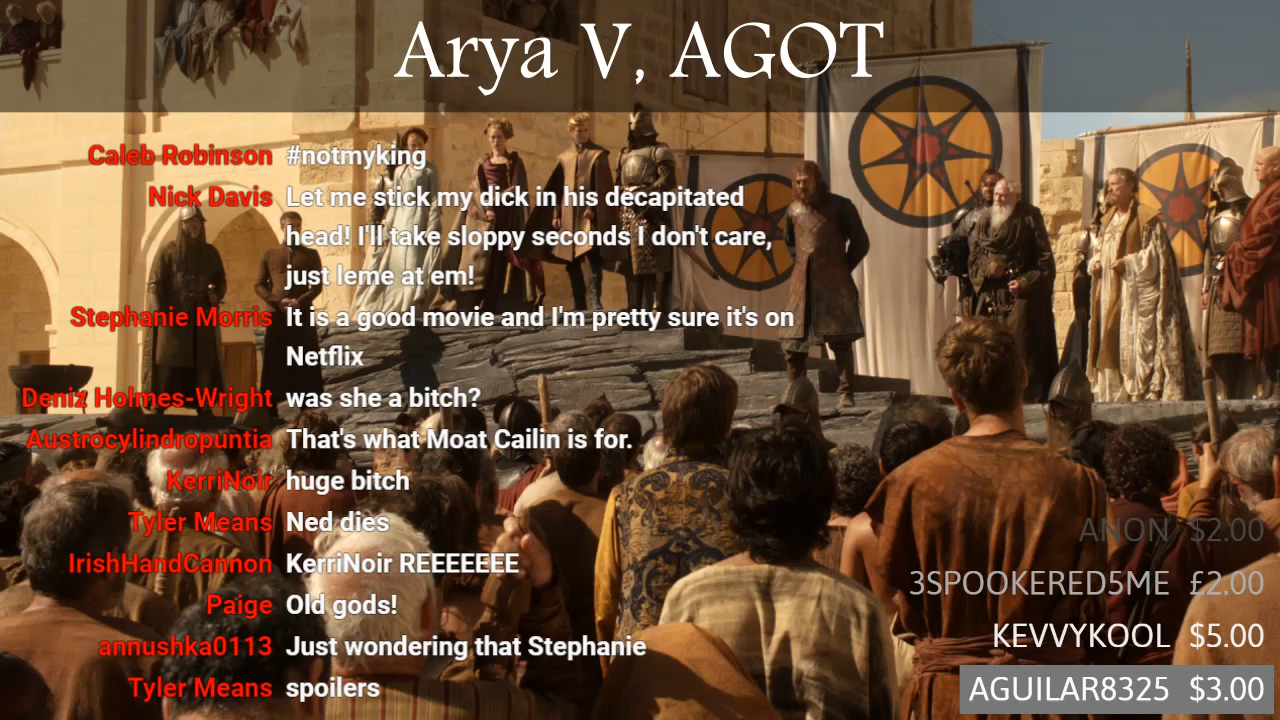 Arya V, AGOT
Caleb Robinson #notmyking
Nick Davis Let me stick my dick in his decapitated
head! I'll take sloppy seconds I don't care,
just leme at em!
Stephanie Morris It is a good movie and I'm pretty sure it's on
Netflix
Deniz Holmes-Wright was she a bitch?
Austrocylindropuntia That's what Moat Cailin is for.
KerriNoir huge bitch
Tyler Means Ned dies
IrishHandCannon KerriNoir REEEEEEE
Paige Old gods!
annushka0113 Just wondering that Stephanie
Tyler Means spoilers
ANON $2.00
3SPOOKERED5ME £2.00
KEVVYKOOL $5.00
AGUILAR8325 $3.00